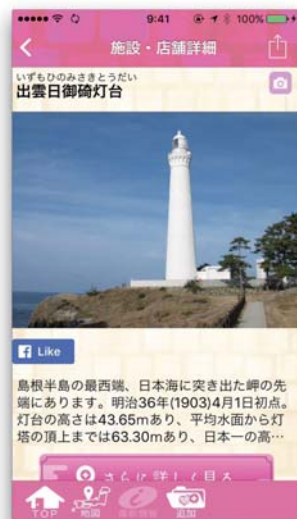 9:41
100%
施設・店舗詳細
いずもひのみさきとうだい
出雲日御碕灯台
Like
島根半島の最西端、日本海に突き出た岬の先
端にあります。明治36年(1903)4月1日初点。
灯台の高さは43.65mあり、平均水面から灯
塔の頂上までは63.30mあり、日本一の高…
さらに詳しく見る
TOP
地図
最新情報
追加